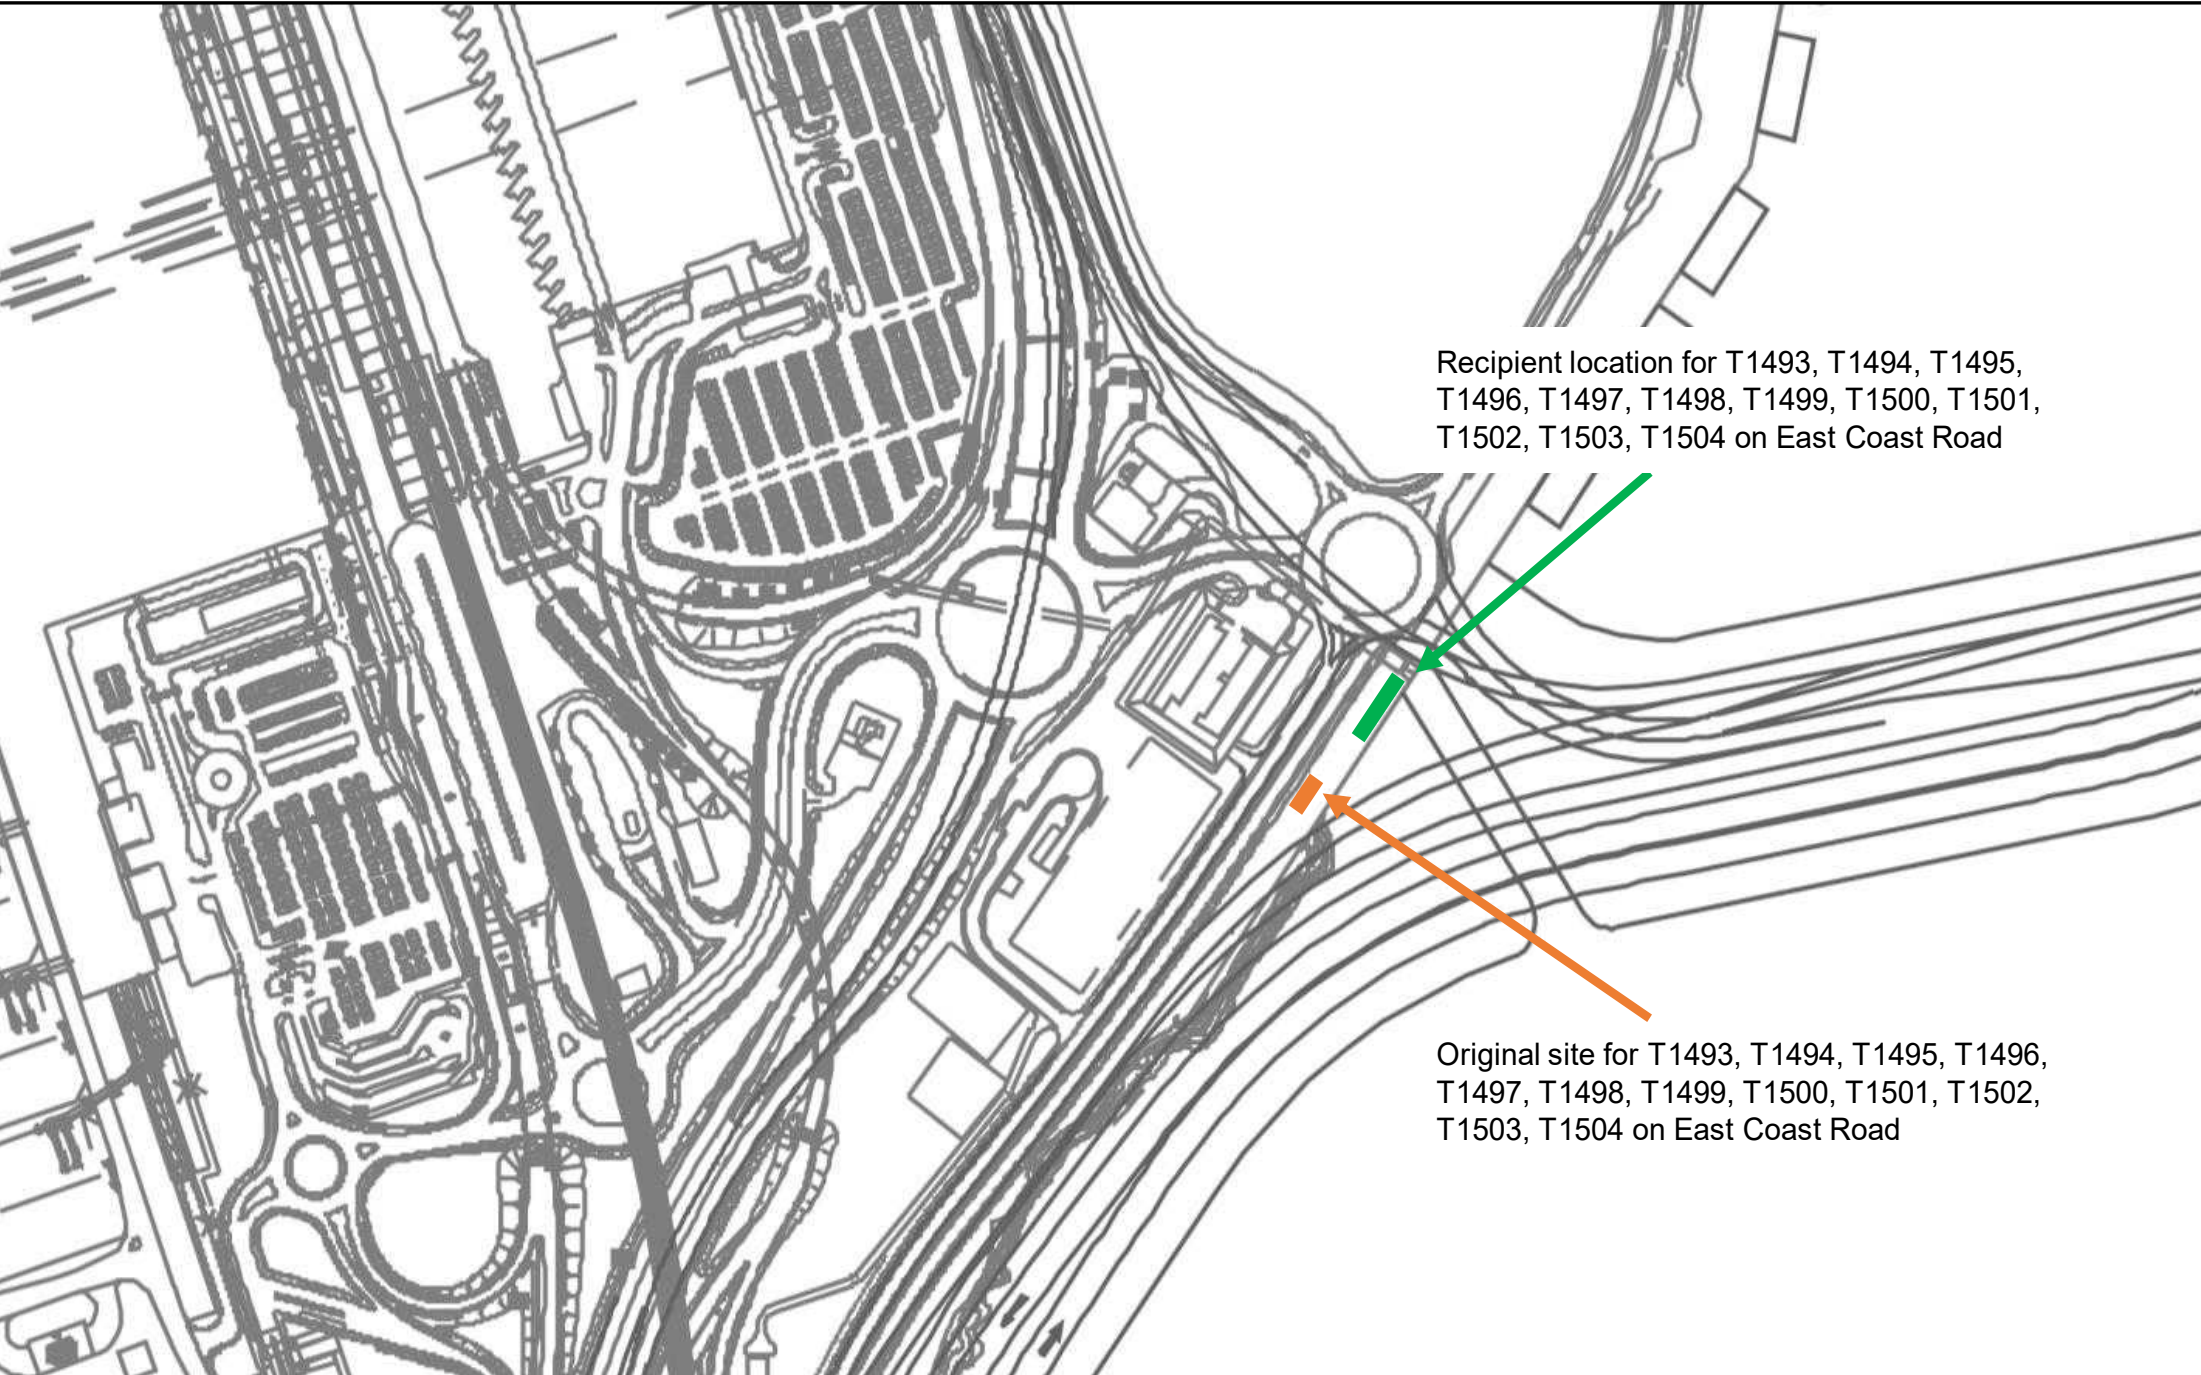 Recipient location for T1493, T1494, T1495,
T1496, T1497, T1498, T1499, T1500, T1501,
T1502, T1503, T1504 on East Coast Road
Original site for T1493, T1494, T1495, T1496,
T1497, T1498, T1499, T1500, T1501, T1502,
T1503, T1504 on East Coast Road